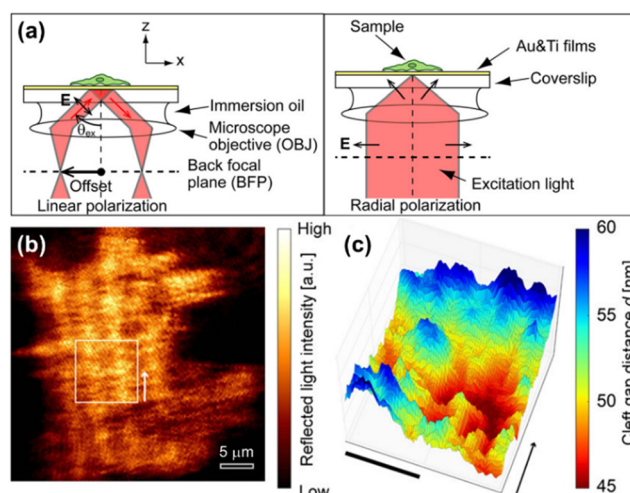 (a)
z
x
E
θex
Offset
Linear polarization
Immersion oil
Microscope
objective (OBJ)
Back focal
plane (BFP)
Sample
Au&Ti films
Coverslip
E
Excitation light
Radial polarization
(b)
High
Reflected light intensity [a.u.]
Low
5 μm
(c)
60
55
50
45
Cleft gap distance d [nm]